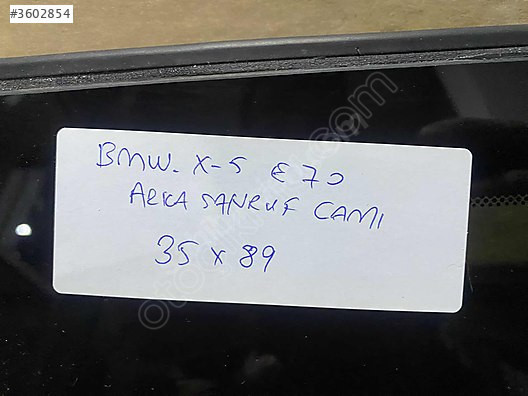 #3602854
BMW. X-5 E70
ARKA SANRUF CAMI
35 x 89